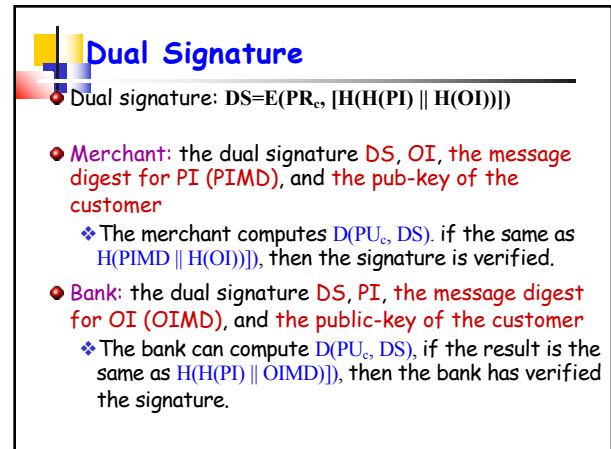 Dual Signature
Dual signature: DS=E(PRc, [H(H(PI) || H(OI))])
Merchant: the dual signature DS, OI, the message
digest for PI (PIMD), and the pub-key of the
customer
The merchant computes D(PUc, DS). if the same as
H(PIMD || H(OI))]), then the signature is verified.
Bank: the dual signature DS, PI, the message digest
for OI (OIMD), and the public-key of the customer
The bank can compute D(PUc, DS), if the result is the
same as H(H(PI) || OIMD)]), then the bank has verified
the signature.